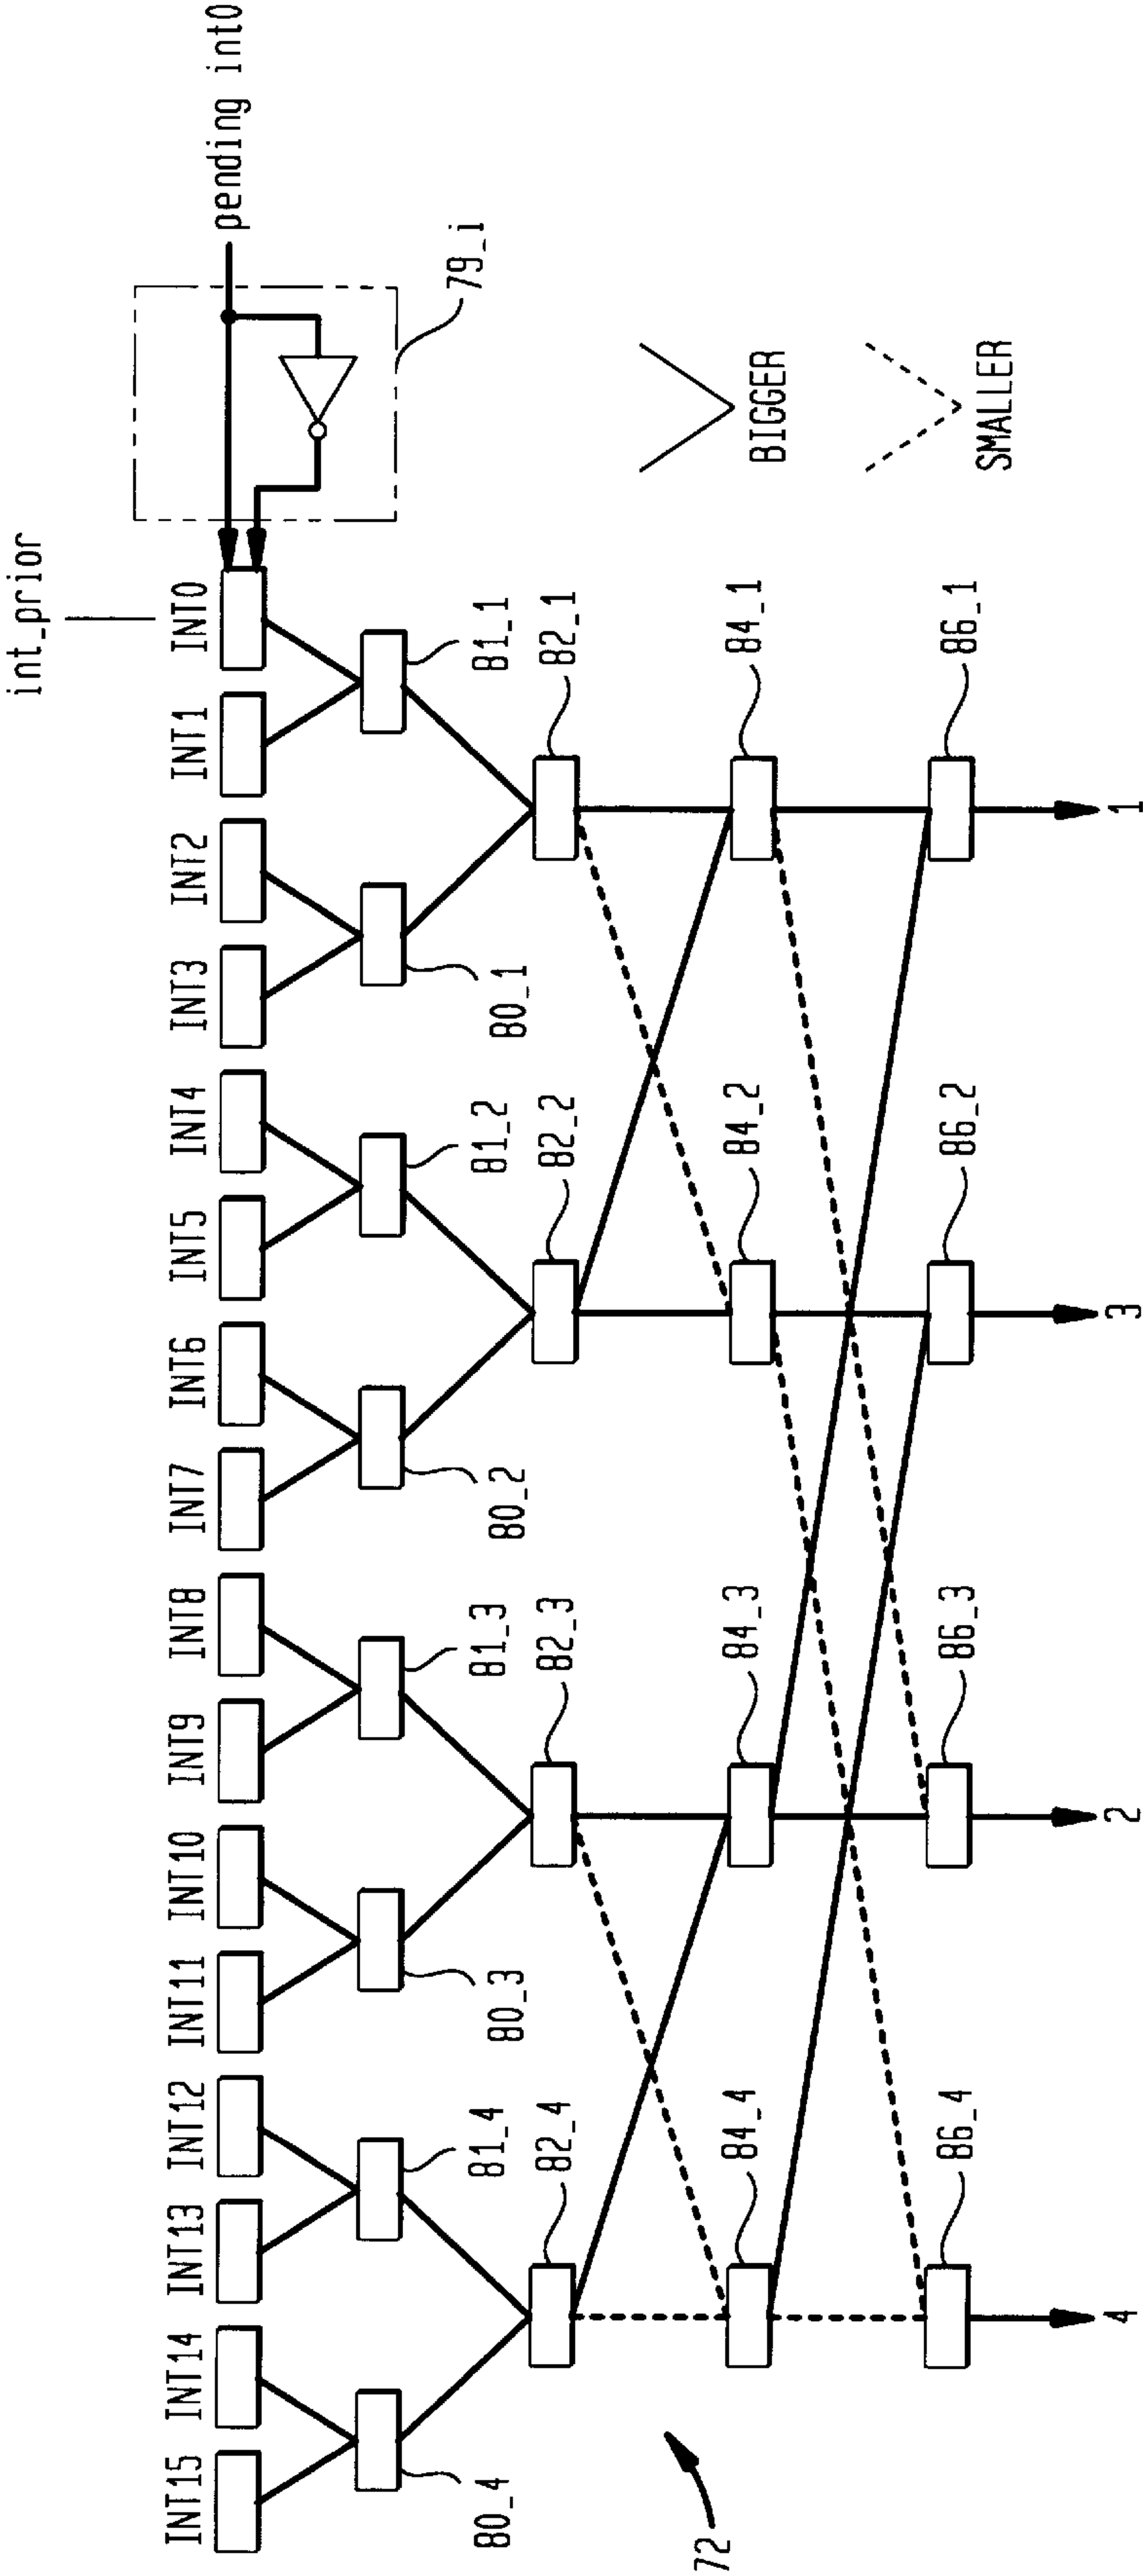 int_prior
INT15
INT14
INT13
INT12
INT11
INT10
INT9
INT8
INT7
INT6
INT5
INT4
INT3
INT2
INT1
INT0
pending int0
79_i
80_4
81_4
80_3
81_3
80_2
81_2
80_1
81_1
82_4
82_3
82_2
82_1
72
84_4
84_3
84_2
84_1
BIGGER
86_4
86_3
86_2
86_1
SMALLER
4
2
3
1